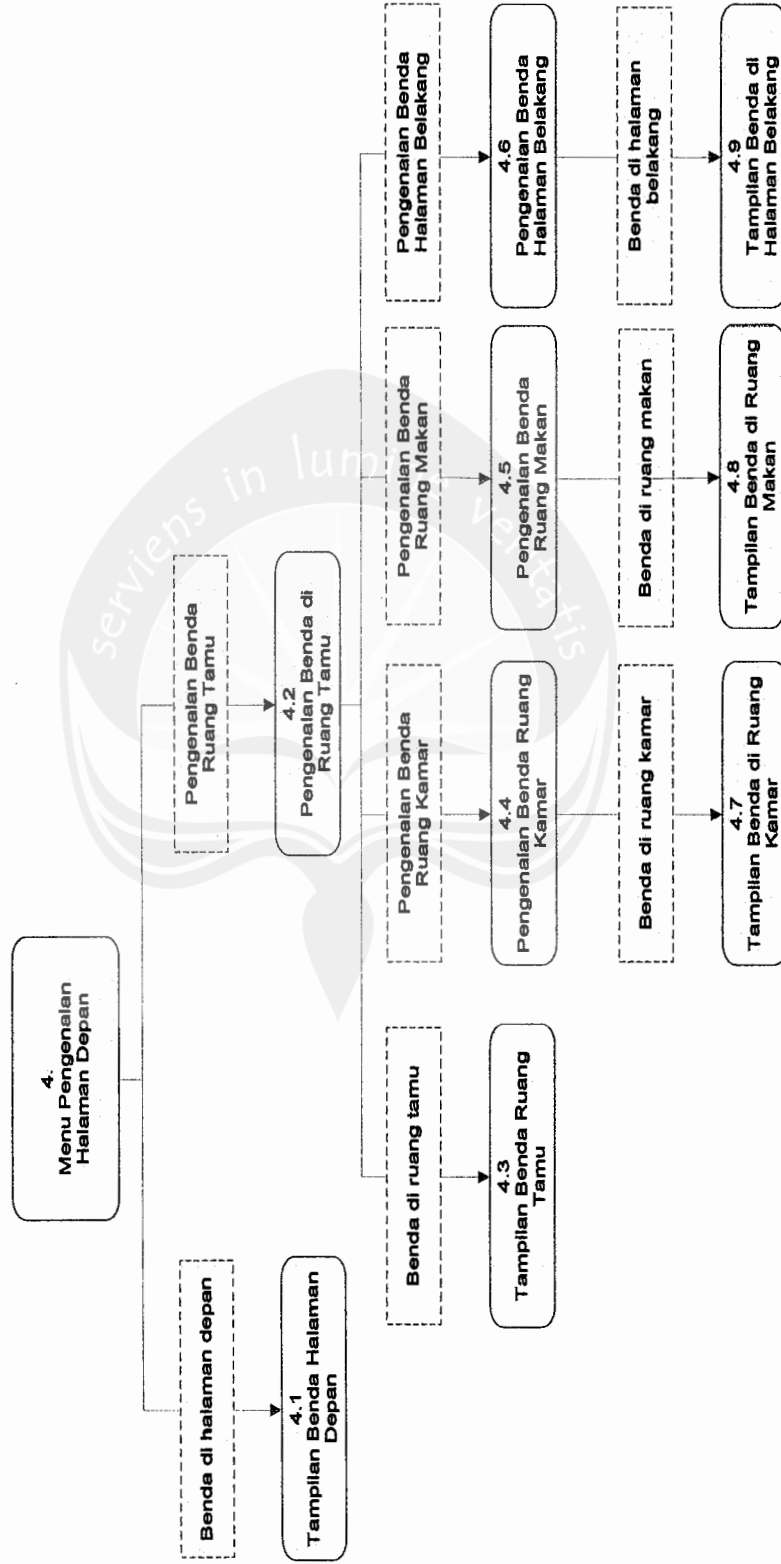 4.
Menu Pengenalan
Halaman Depan
Benda di halaman depan
Pengenalan Benda
Ruang Tamu
4.1
Tampilan Benda Halaman
Depan
4.2
Pengenalan Benda di
Ruang Tamu
Benda di ruang tamu
Pengenalan Benda
Ruang Kamar
Pengenalan Benda
Ruang Makan
Pengenalan Benda
Halaman Belakang
4.3
Tampilan Benda Ruang
Tamu
4.4
Pengenalan Benda Ruang
Kamar
4.5
Pengenalan Benda
Ruang Makan
4.6
Pengenalan Benda
Halaman Belakang
Benda di ruang kamar
Benda di ruang makan
Benda di halaman
belakang
4.7
Tampilan Benda di Ruang
Kamar
4.8
Tampilan Benda di Ruang
Makan
4.9
Tampilan Benda di
Halaman Belakang
serviens in lumine veritatis